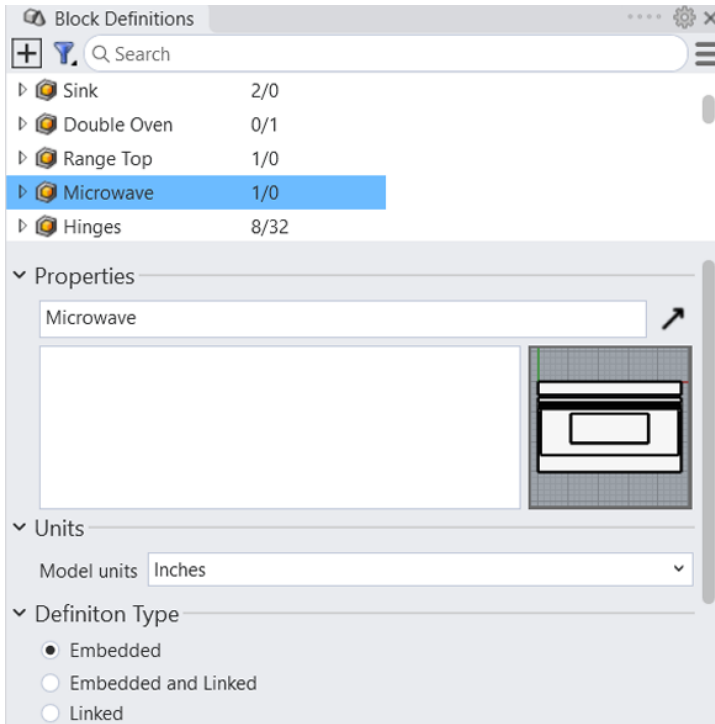 Block Definitions
Search
Sink 2/0
Double Oven 0/1
Range Top 1/0
Microwave 1/0
Hinges 8/32
Properties
Microwave
Units
Model units Inches
Definiton Type
Embedded
Embedded and Linked
Linked